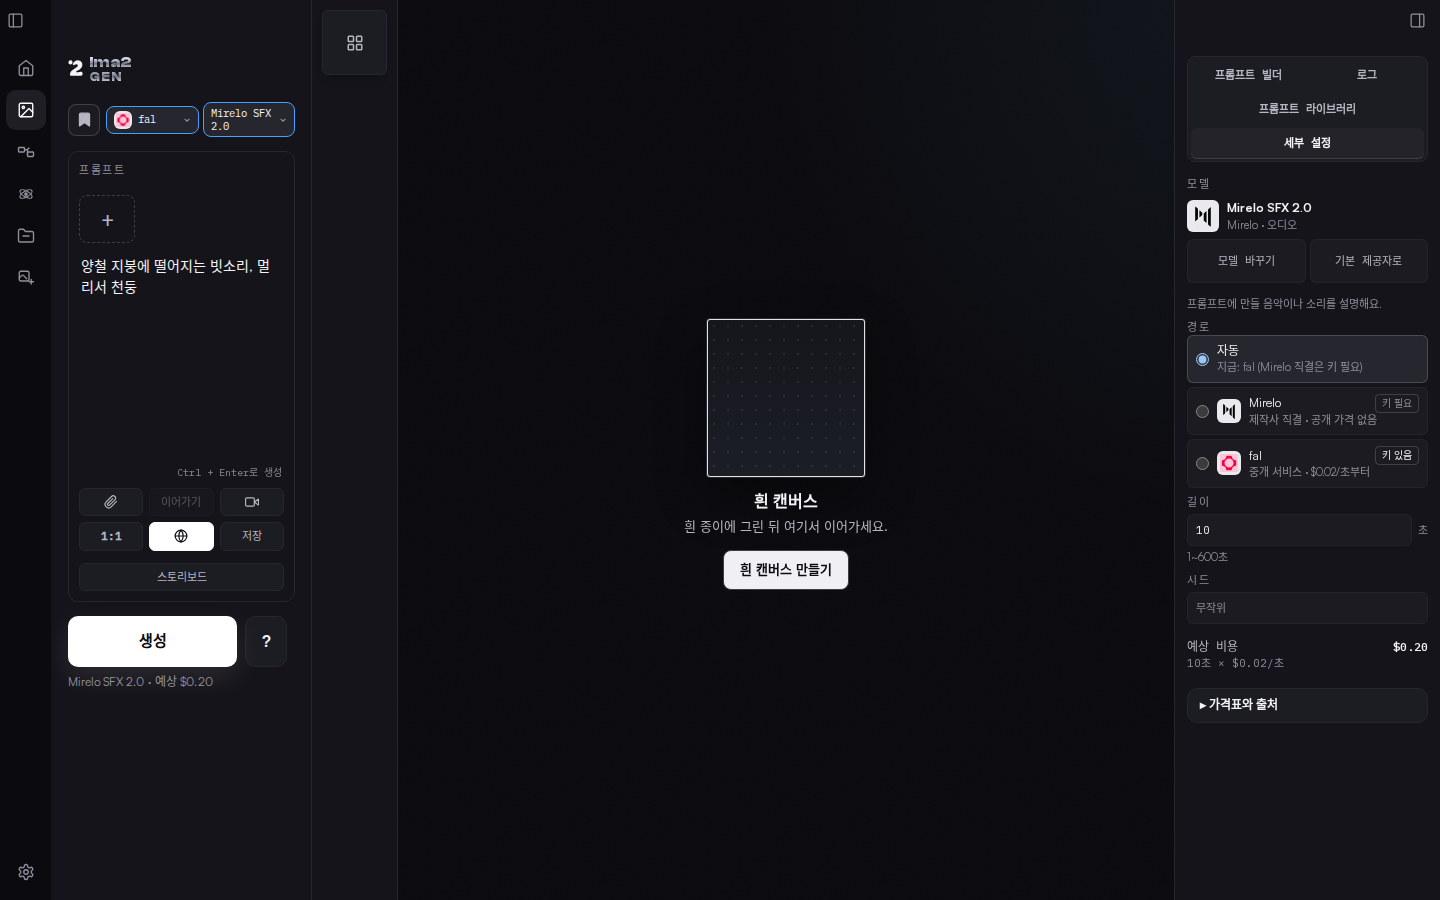 ima2
GEN
fal
Mirelo SFX
2.0
프롬프트
+
양철 지붕에 떨어지는 빗소리, 멀
리서 천둥
Ctrl + Enter로 생성
이어가기
1:1
저장
스토리보드
생성
?
Mirelo SFX 2.0 · 예상 $0.20
흰 캔버스
흰 종이에 그린 뒤 여기서 이어가세요.
흰 캔버스 만들기
프롬프트 빌더
로그
프롬프트 라이브러리
세부 설정
모델
Mirelo SFX 2.0
Mirelo · 오디오
모델 바꾸기
기본 제공자로
프롬프트에 만들 음악이나 소리를 설명해요.
경로
자동
지금: fal (Mirelo 직결은 키 필요)
Mirelo
키 필요
제작사 직결 · 공개 가격 없음
fal
키 있음
중개 서비스 · $0.02/초부터
길이
10
초
1~600초
시드
무작위
예상 비용
$0.20
10초 × $0.02/초
▸ 가격표와 출처